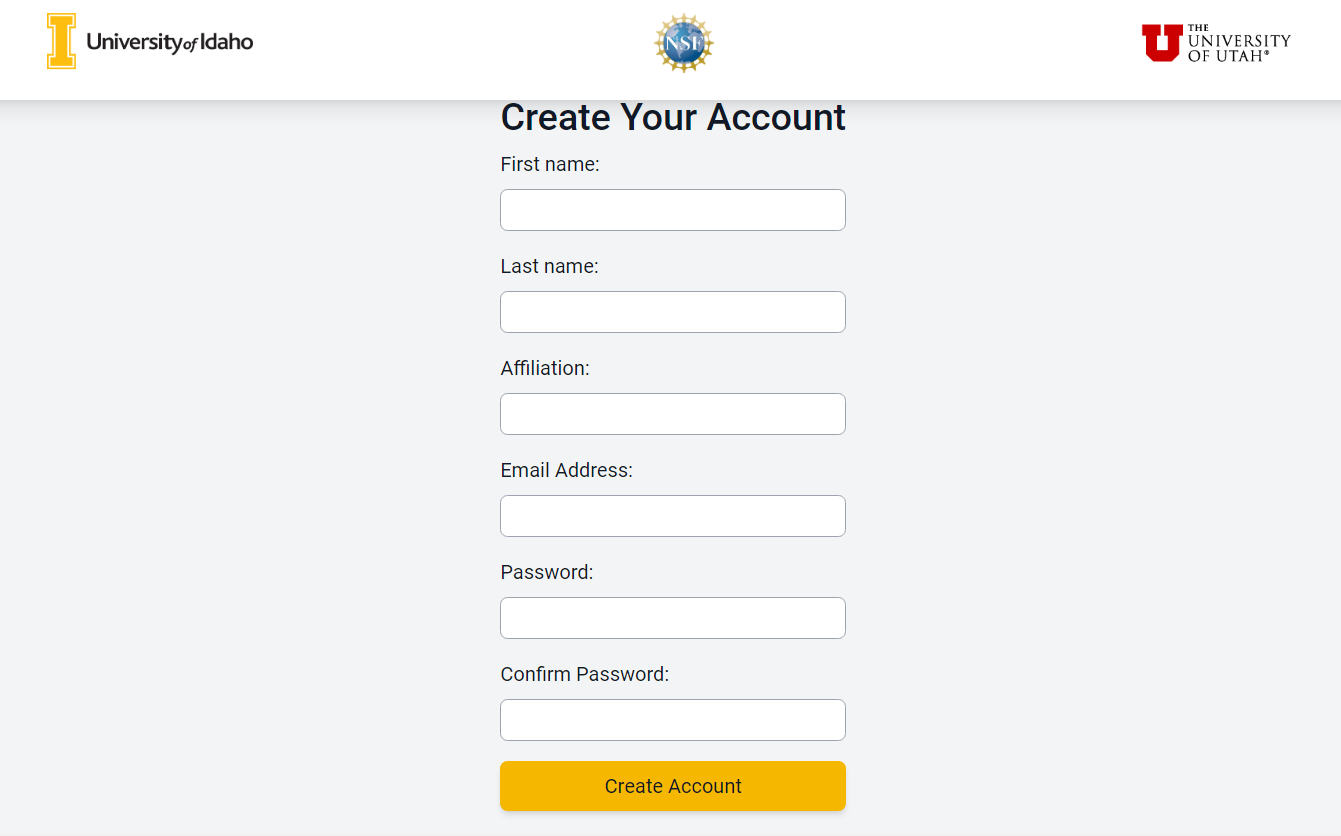 University of Idaho
NSF
THE
UNIVERSITY
OF UTAH®
Create Your Account
First name:
Last name:
Affiliation:
Email Address:
Password:
Confirm Password:
Create Account